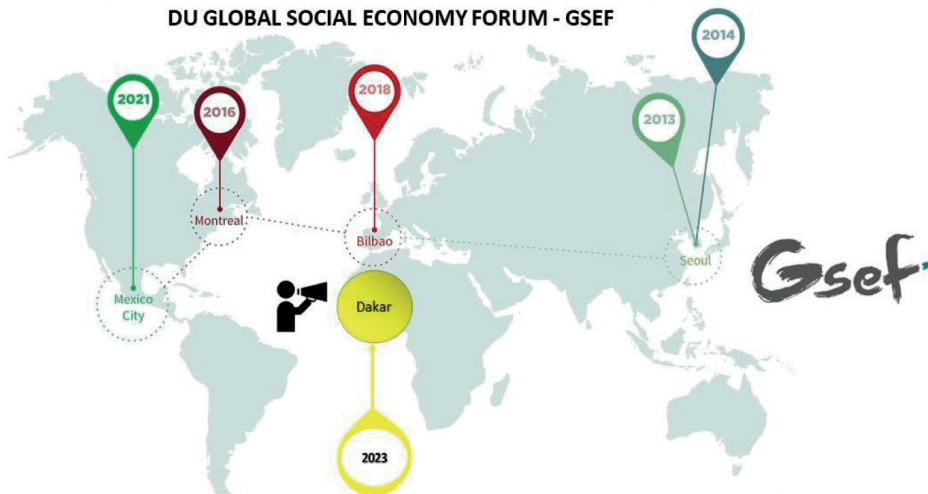 DU GLOBAL SOCIAL ECONOMY FORUM - GSEF
2014
2018
2021
2016
2013
Montreal
Bilbao
Seoul
Gsef
Mexico
City
Dakar
2023